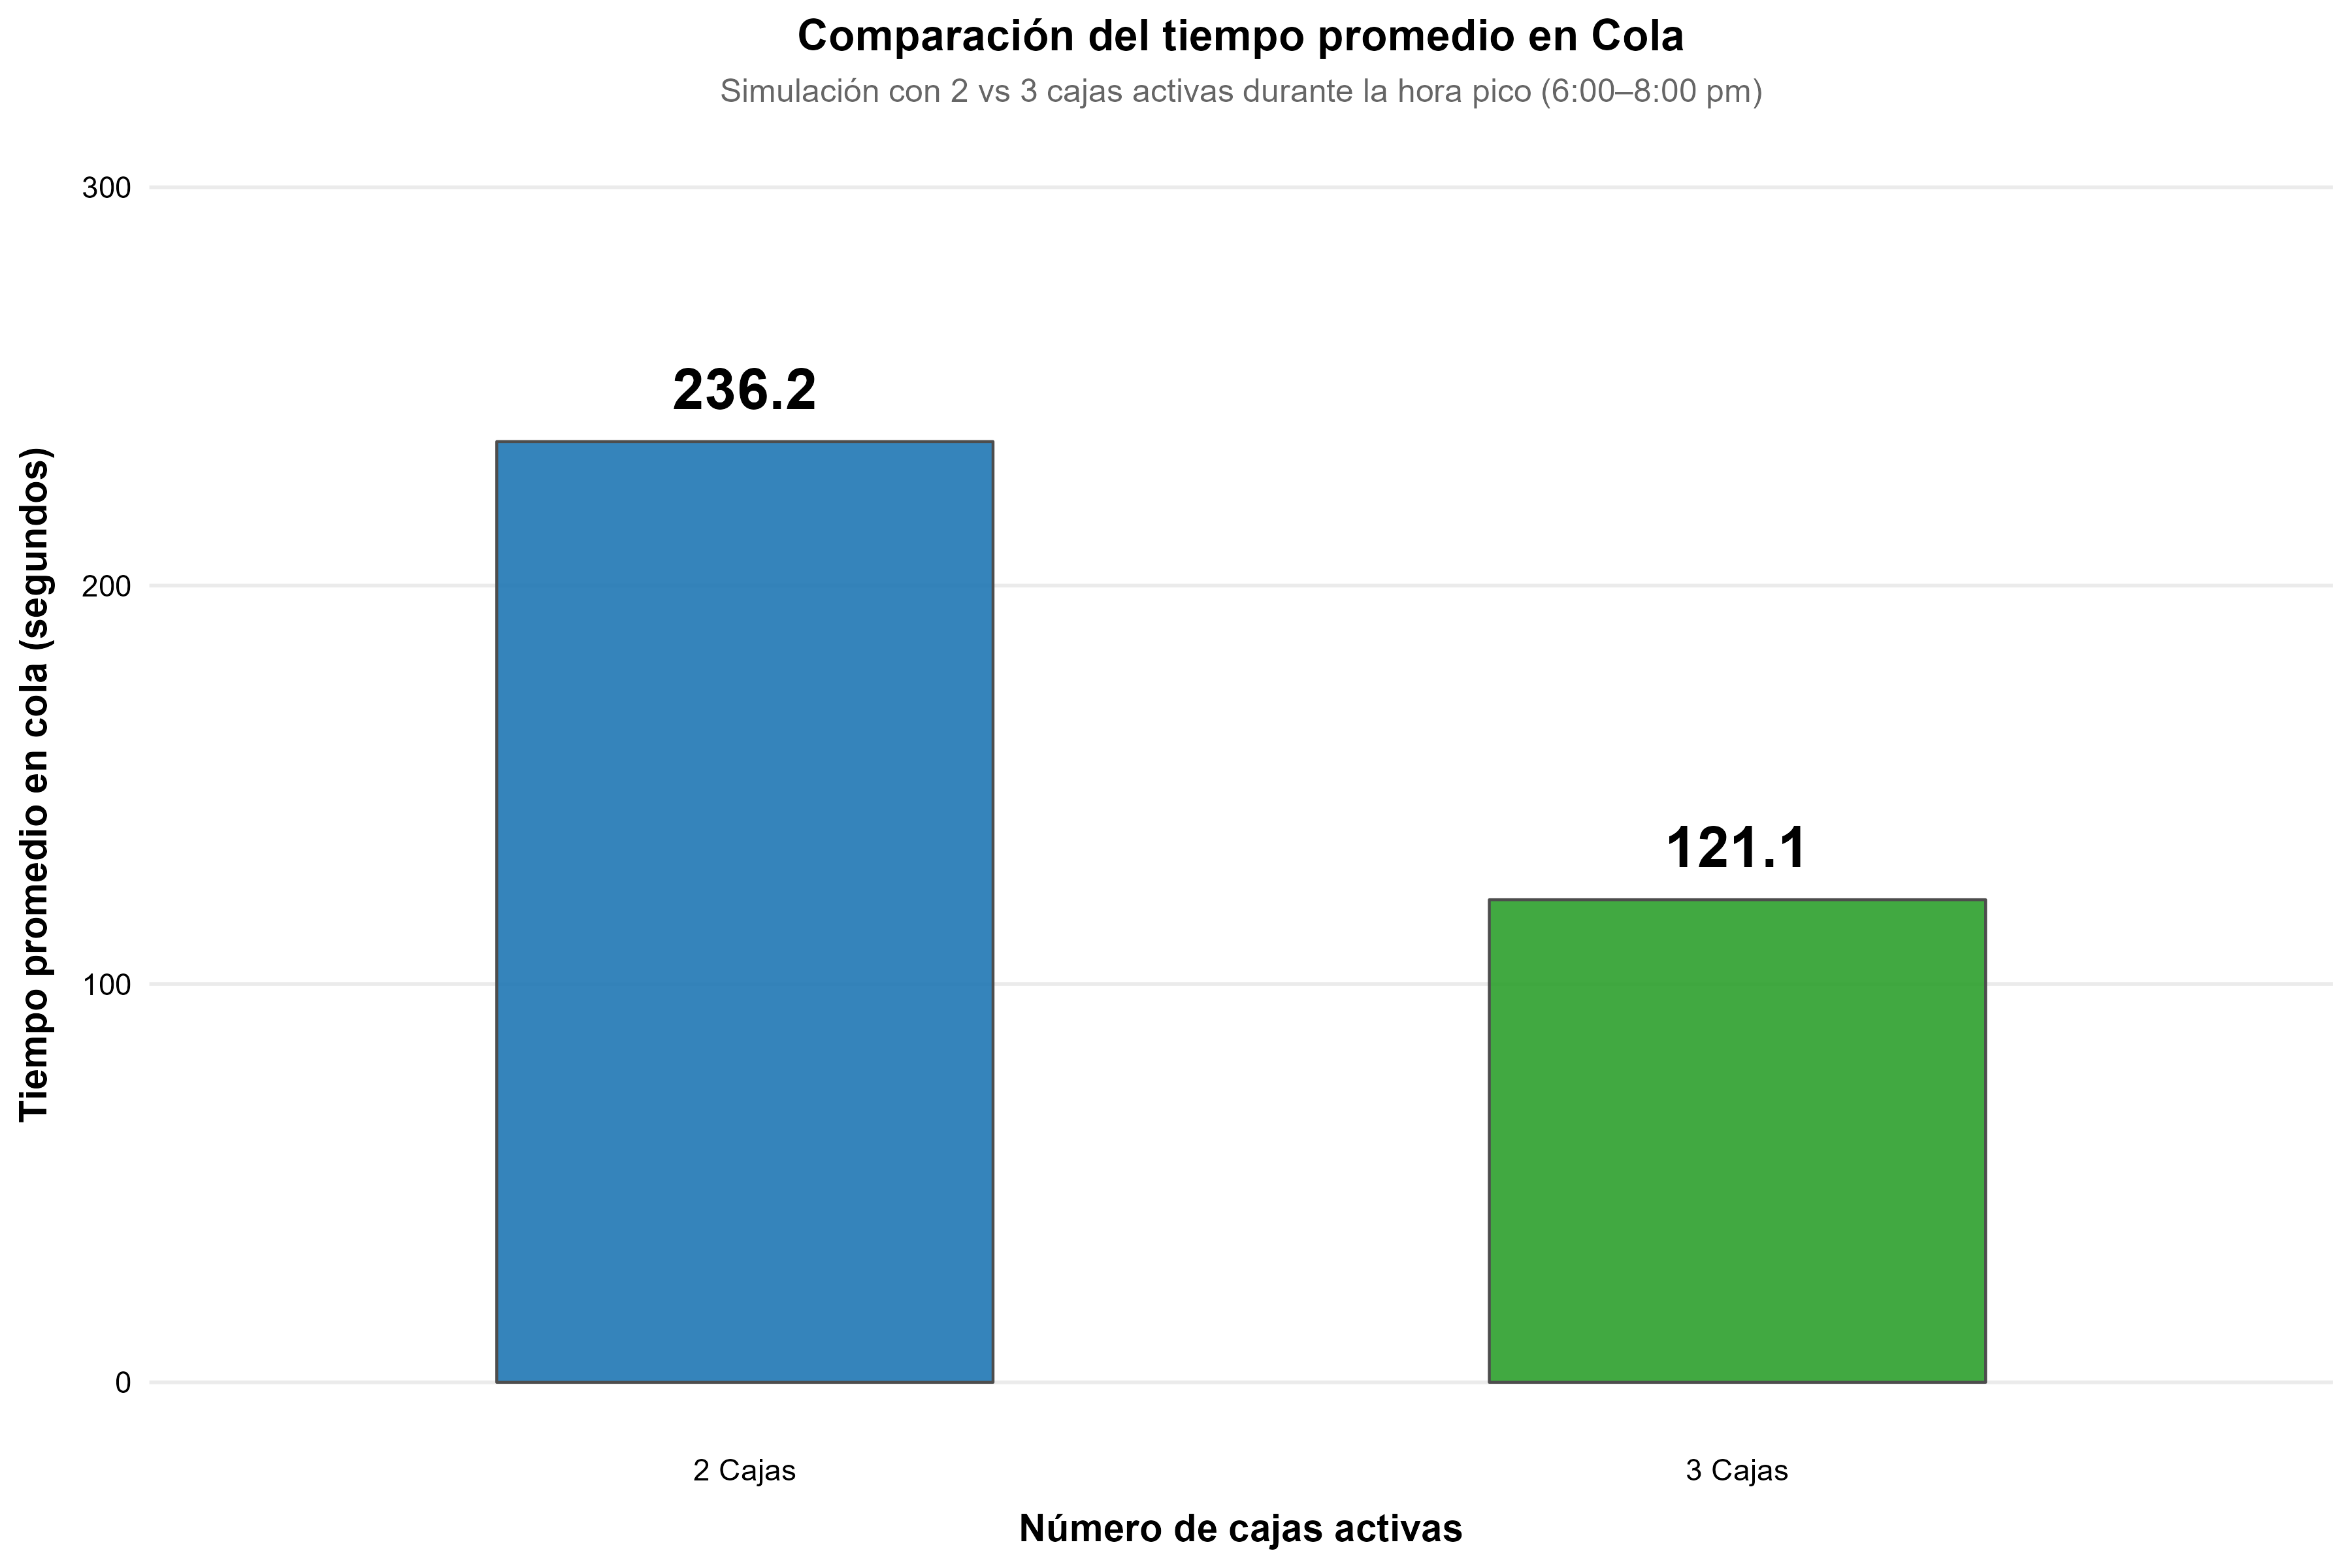 Comparación del tiempo promedio en Cola
Simulación con 2 vs 3 cajas activas durante la hora pico (6:00–8:00 pm)
Tiempo promedio en cola (segundos)
300
200
100
0
236.2
121.1
2 Cajas
3 Cajas
Número de cajas activas